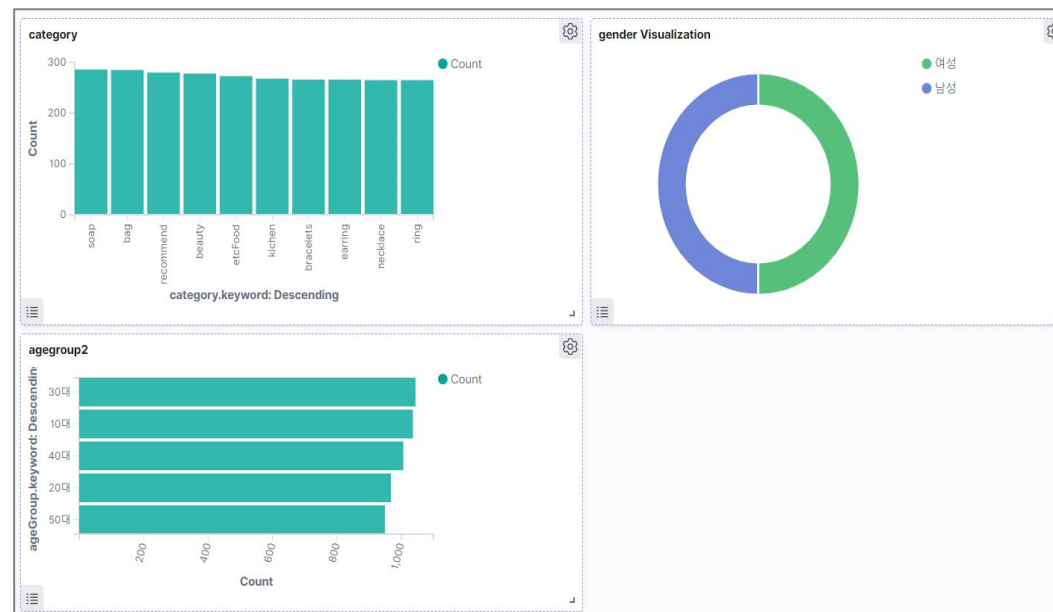 category
Count
300
200
100
0
Count
soap
bag
recommend
beauty
etcFood
kichen
bracelets
earring
necklace
ring
category.keyword: Descending
gender Visualization
여성
남성
agegroup2
Count
ageGroup.keyword: Descendin
30대
10대
40대
20대
50대
200
400
600
800
1,000
Count